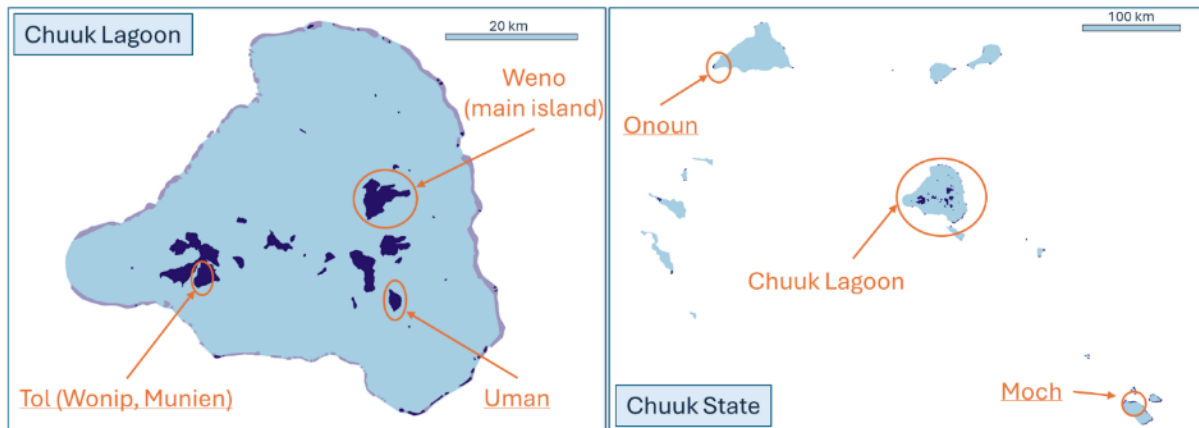 Chuuk Lagoon
20 km
Weno
(main island)
Tol (Wonip, Munien)
Uman
100 km
Onoun
Chuuk Lagoon
Moch
Chuuk State